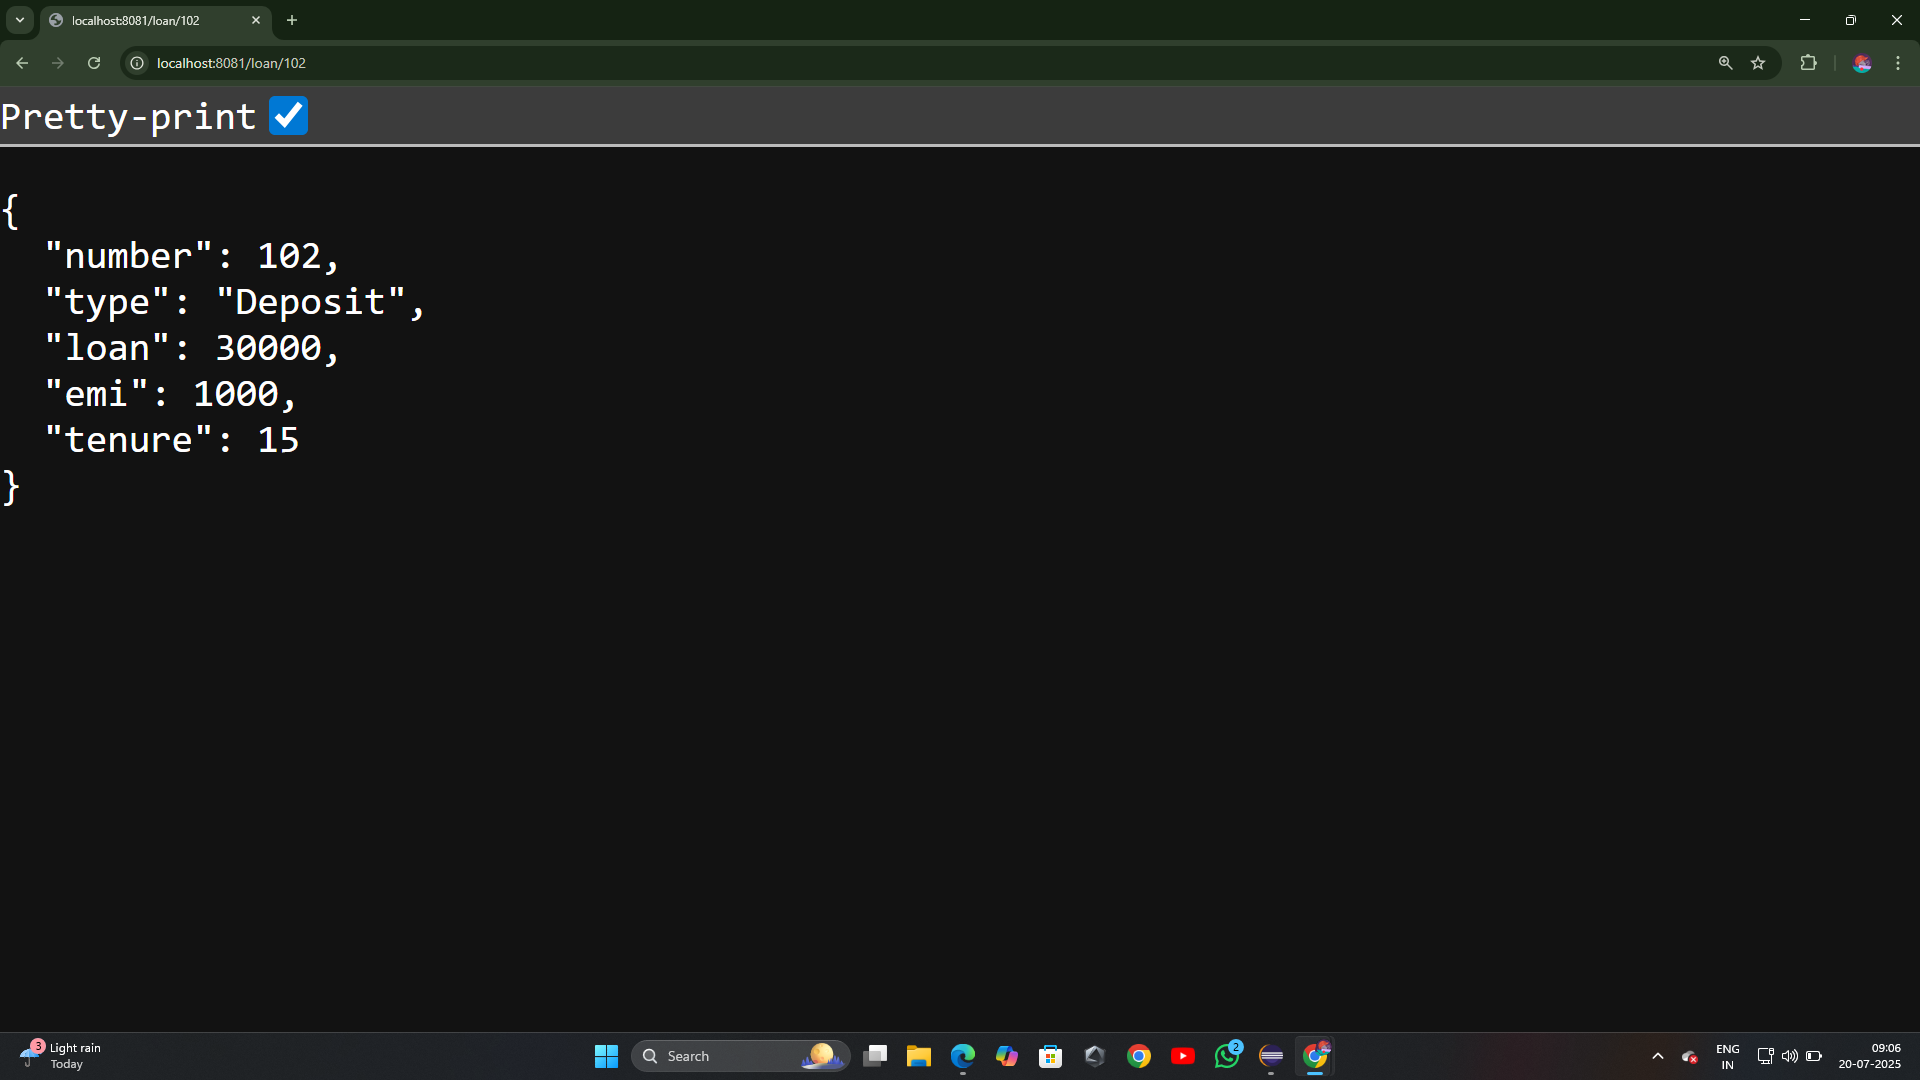 localhost:8081/loan/102
localhost:8081/loan/102
Pretty-print
{
  "number": 102,
  "type": "Deposit",
  "loan": 30000,
  "emi": 1000,
  "tenure": 15
}
3
Light rain
Today
Search
2
ENG
IN
09:06
20-07-2025